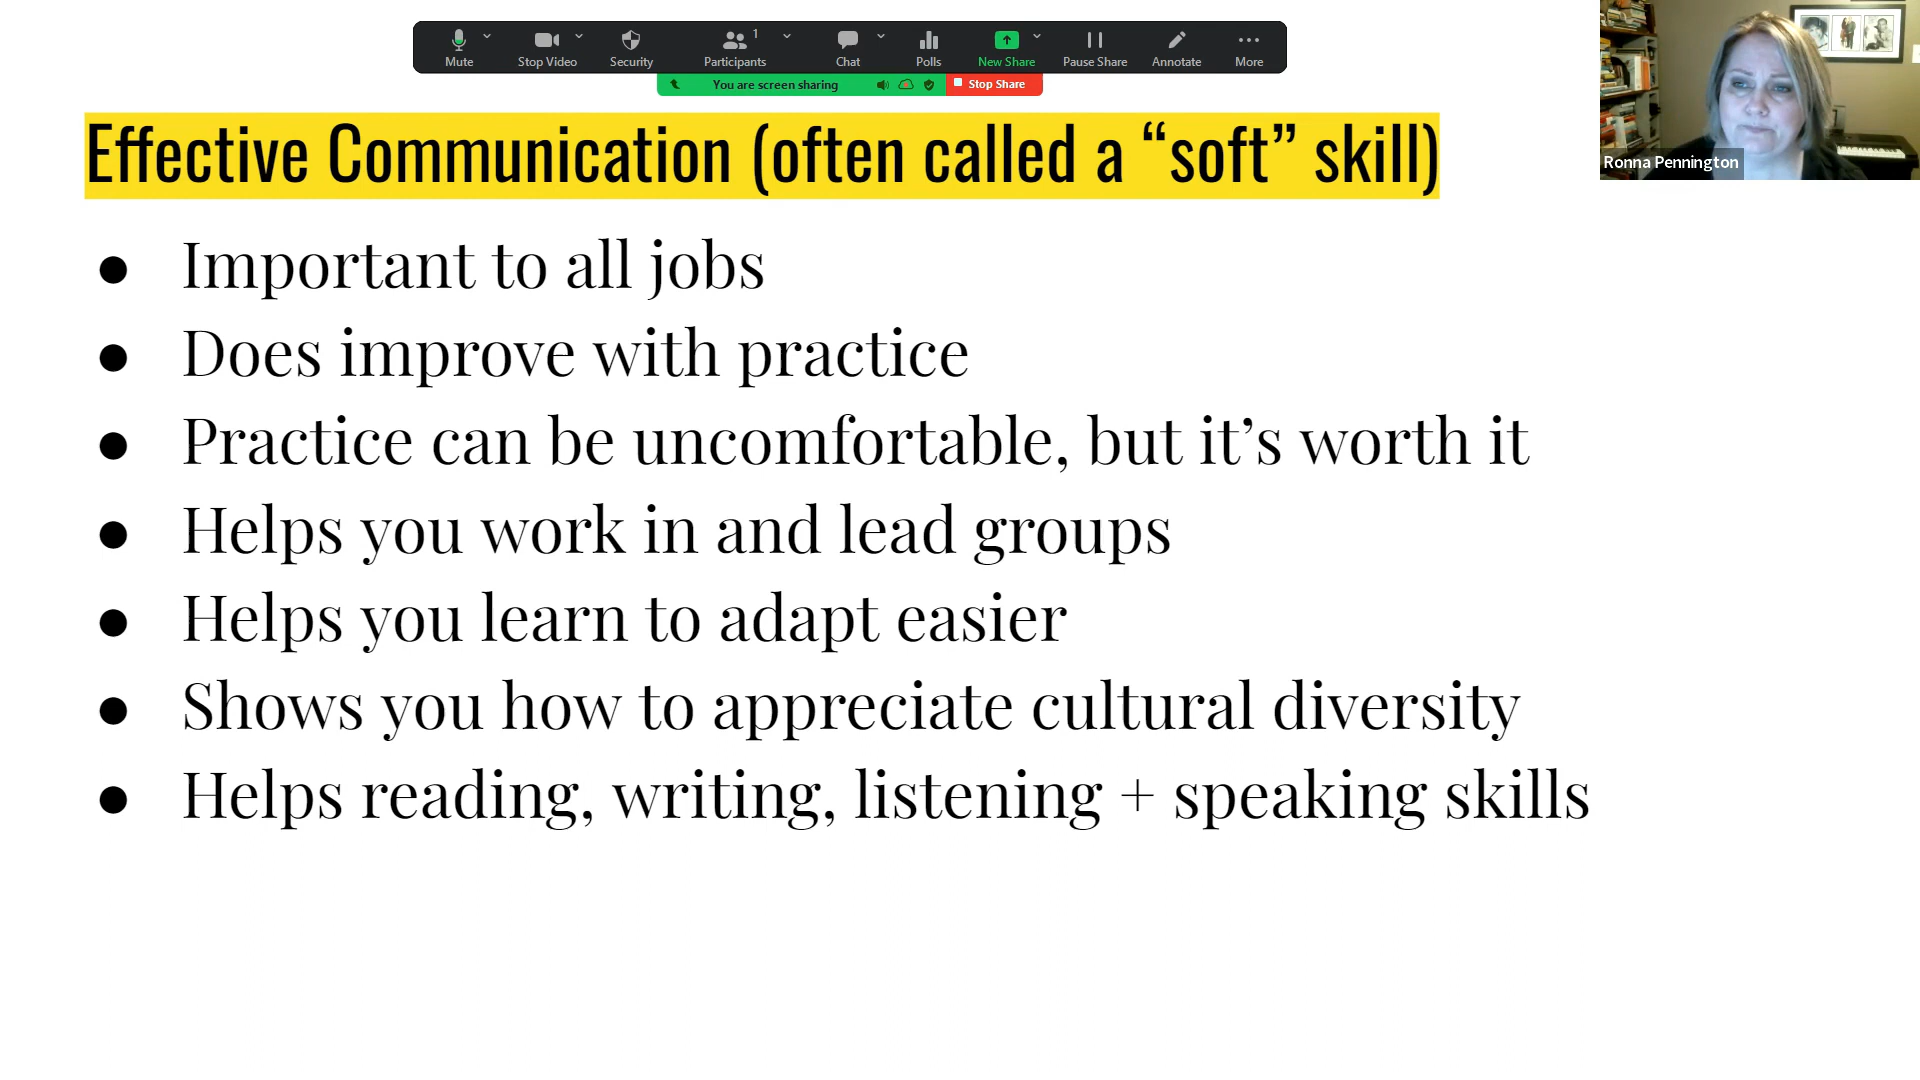 1
Mute
Stop Video
Security
Participants
Chat
Polls
New Share
Pause Share
Annotate
More
You are screen sharing
Stop Share
Ronna Pennington
Effective Communication (often called a “soft” skill)
● Important to all jobs
● Does improve with practice
● Practice can be uncomfortable, but it’s worth it
● Helps you work in and lead groups
● Helps you learn to adapt easier
● Shows you how to appreciate cultural diversity
● Helps reading, writing, listening + speaking skills